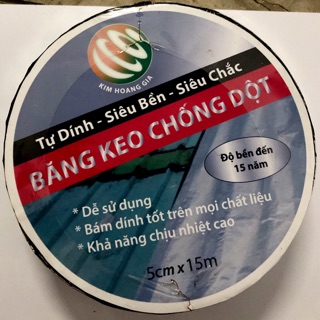 KIM HOANG GIA
Tự Dính - Siêu Bền - Siêu Chắc
BĂNG KEO CHỐNG DỘT
Độ bền đến
15 năm
* Dễ sử dụng
* Bám dính tốt trên mọi chất liệu
* Khả năng chịu nhiệt cao
5cm x 15m